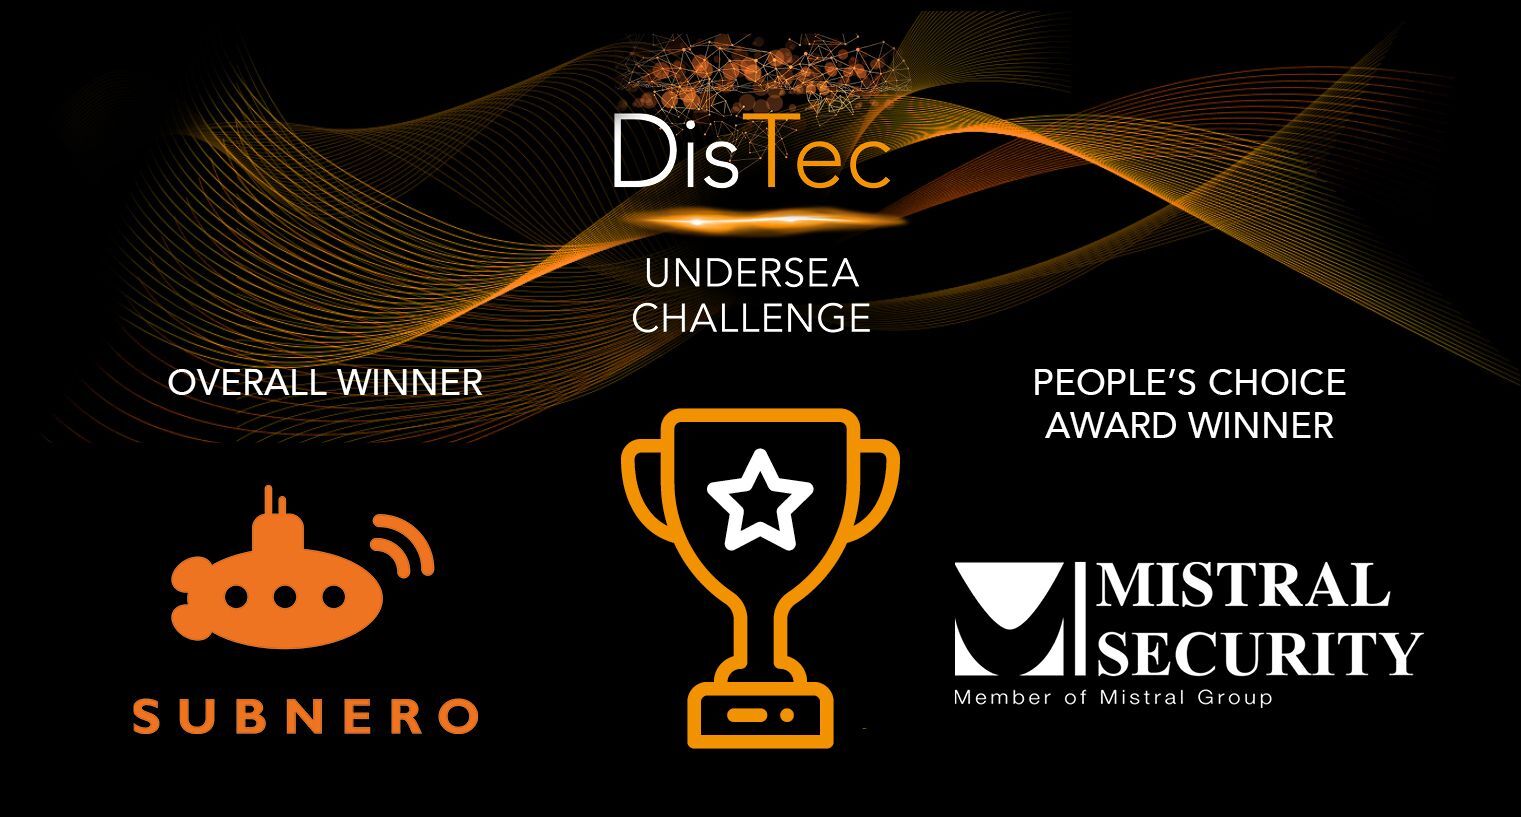 DisTec
UNDERSEA
CHALLENGE
OVERALL WINNER
SUBNERO
PEOPLE’S CHOICE
AWARD WINNER
MISTRAL
SECURITY
Member of Mistral Group